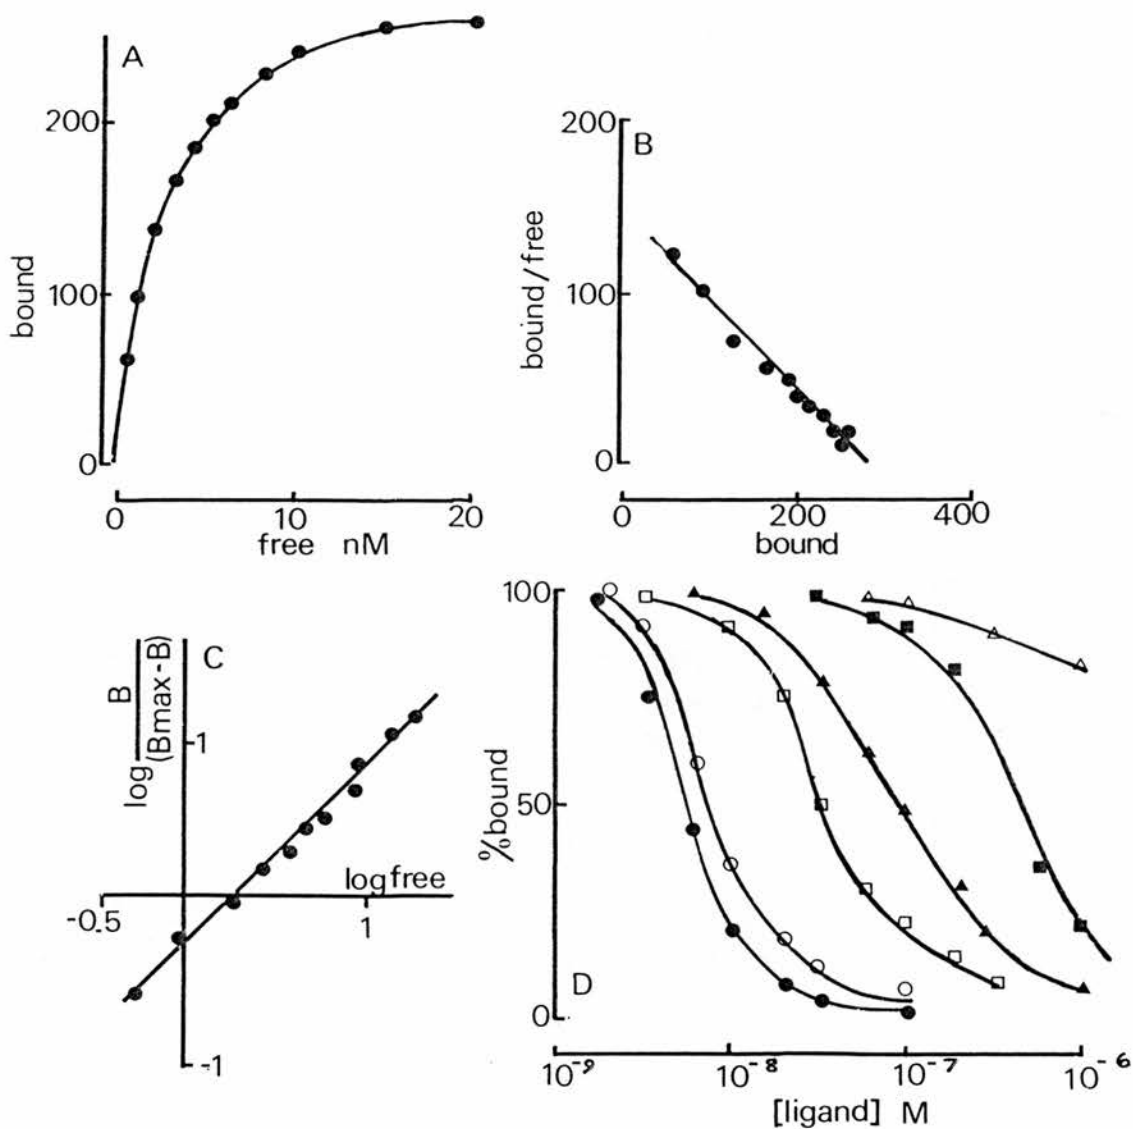 A
200
100
0
bound
0 10 20
free nM
B
200
100
0
bound/free
0 200 400
bound
C
log B
(Bmax-B)
1
-0.5
log free
1
-1
D
100
50
0
%bound
10⁻⁹ 10⁻⁸ 10⁻⁷ 10⁻⁶
[ligand] M